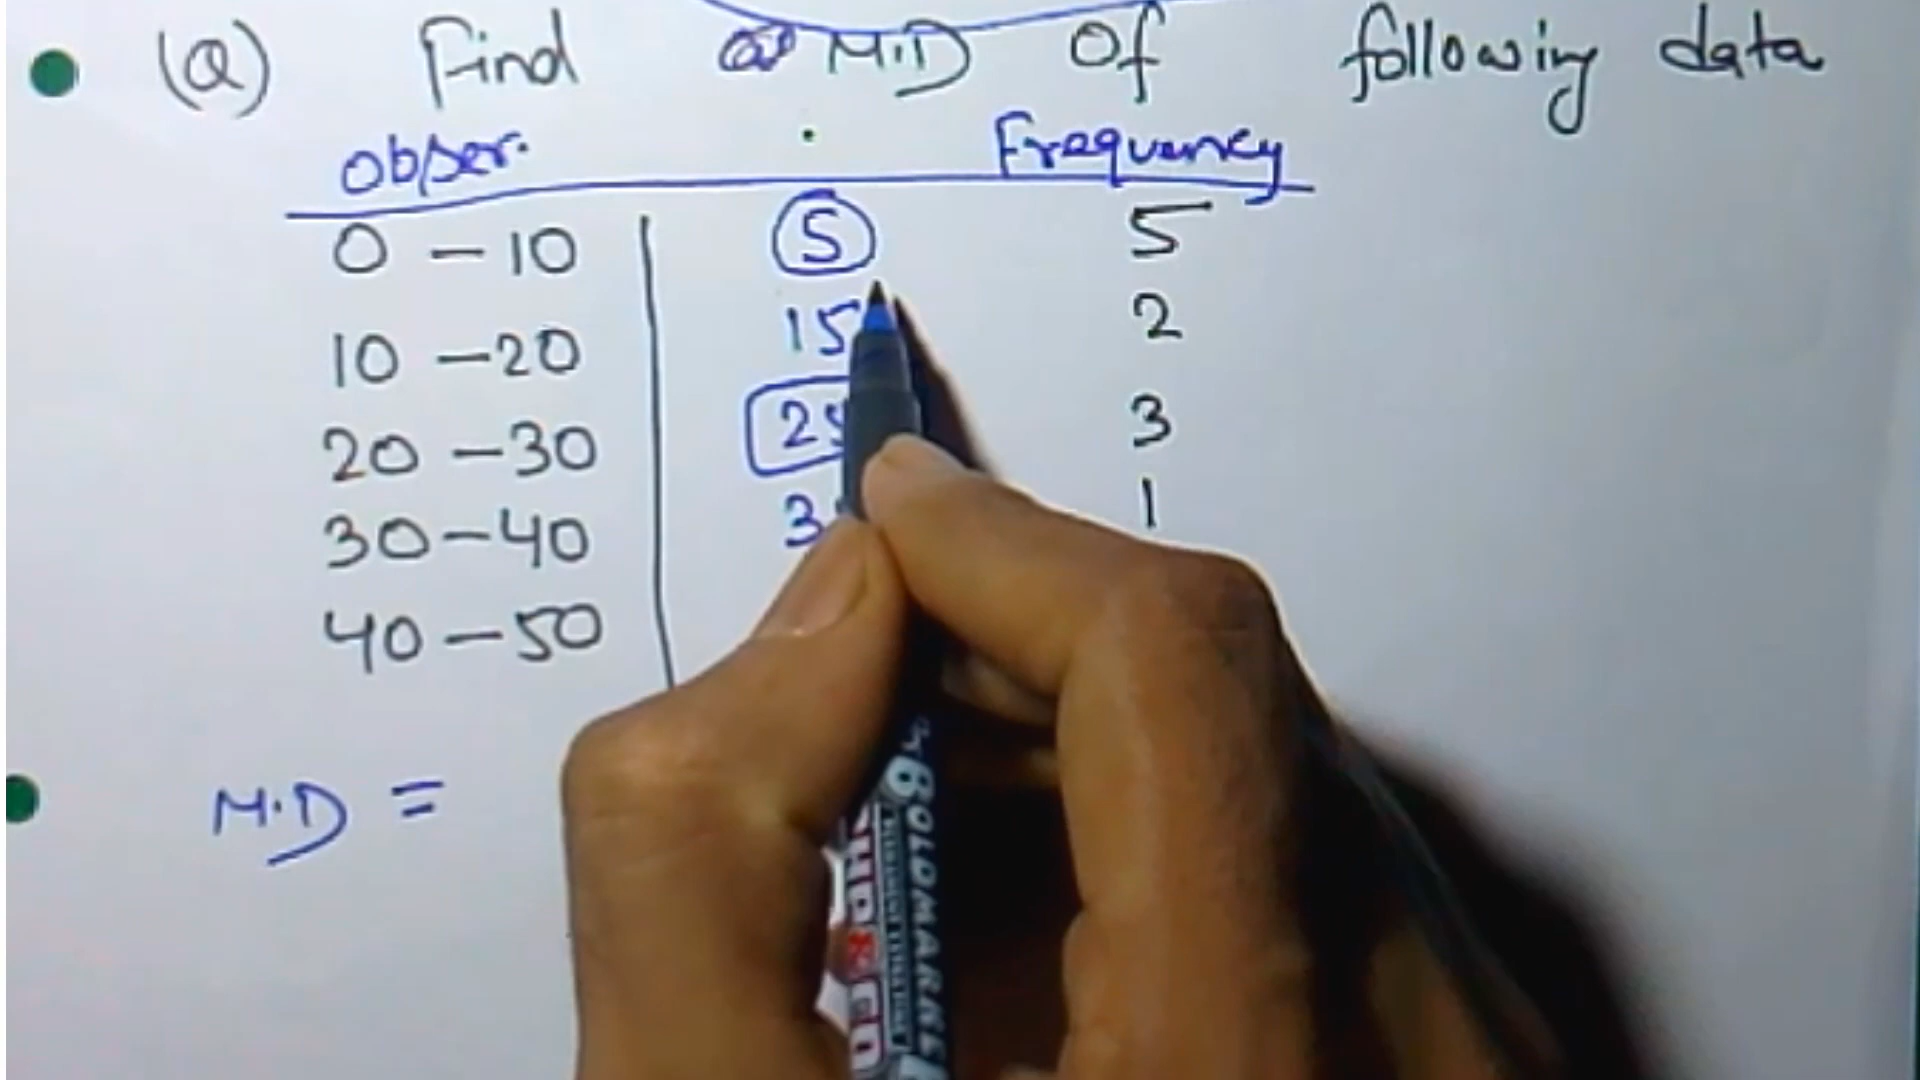 (Q) Find M.D Of following data
Obser. Frequency
0 - 10 5 5
10 - 20 15 2
20 - 30 3
30 - 40 1
40 - 50
M.D =
BOLDMARKE